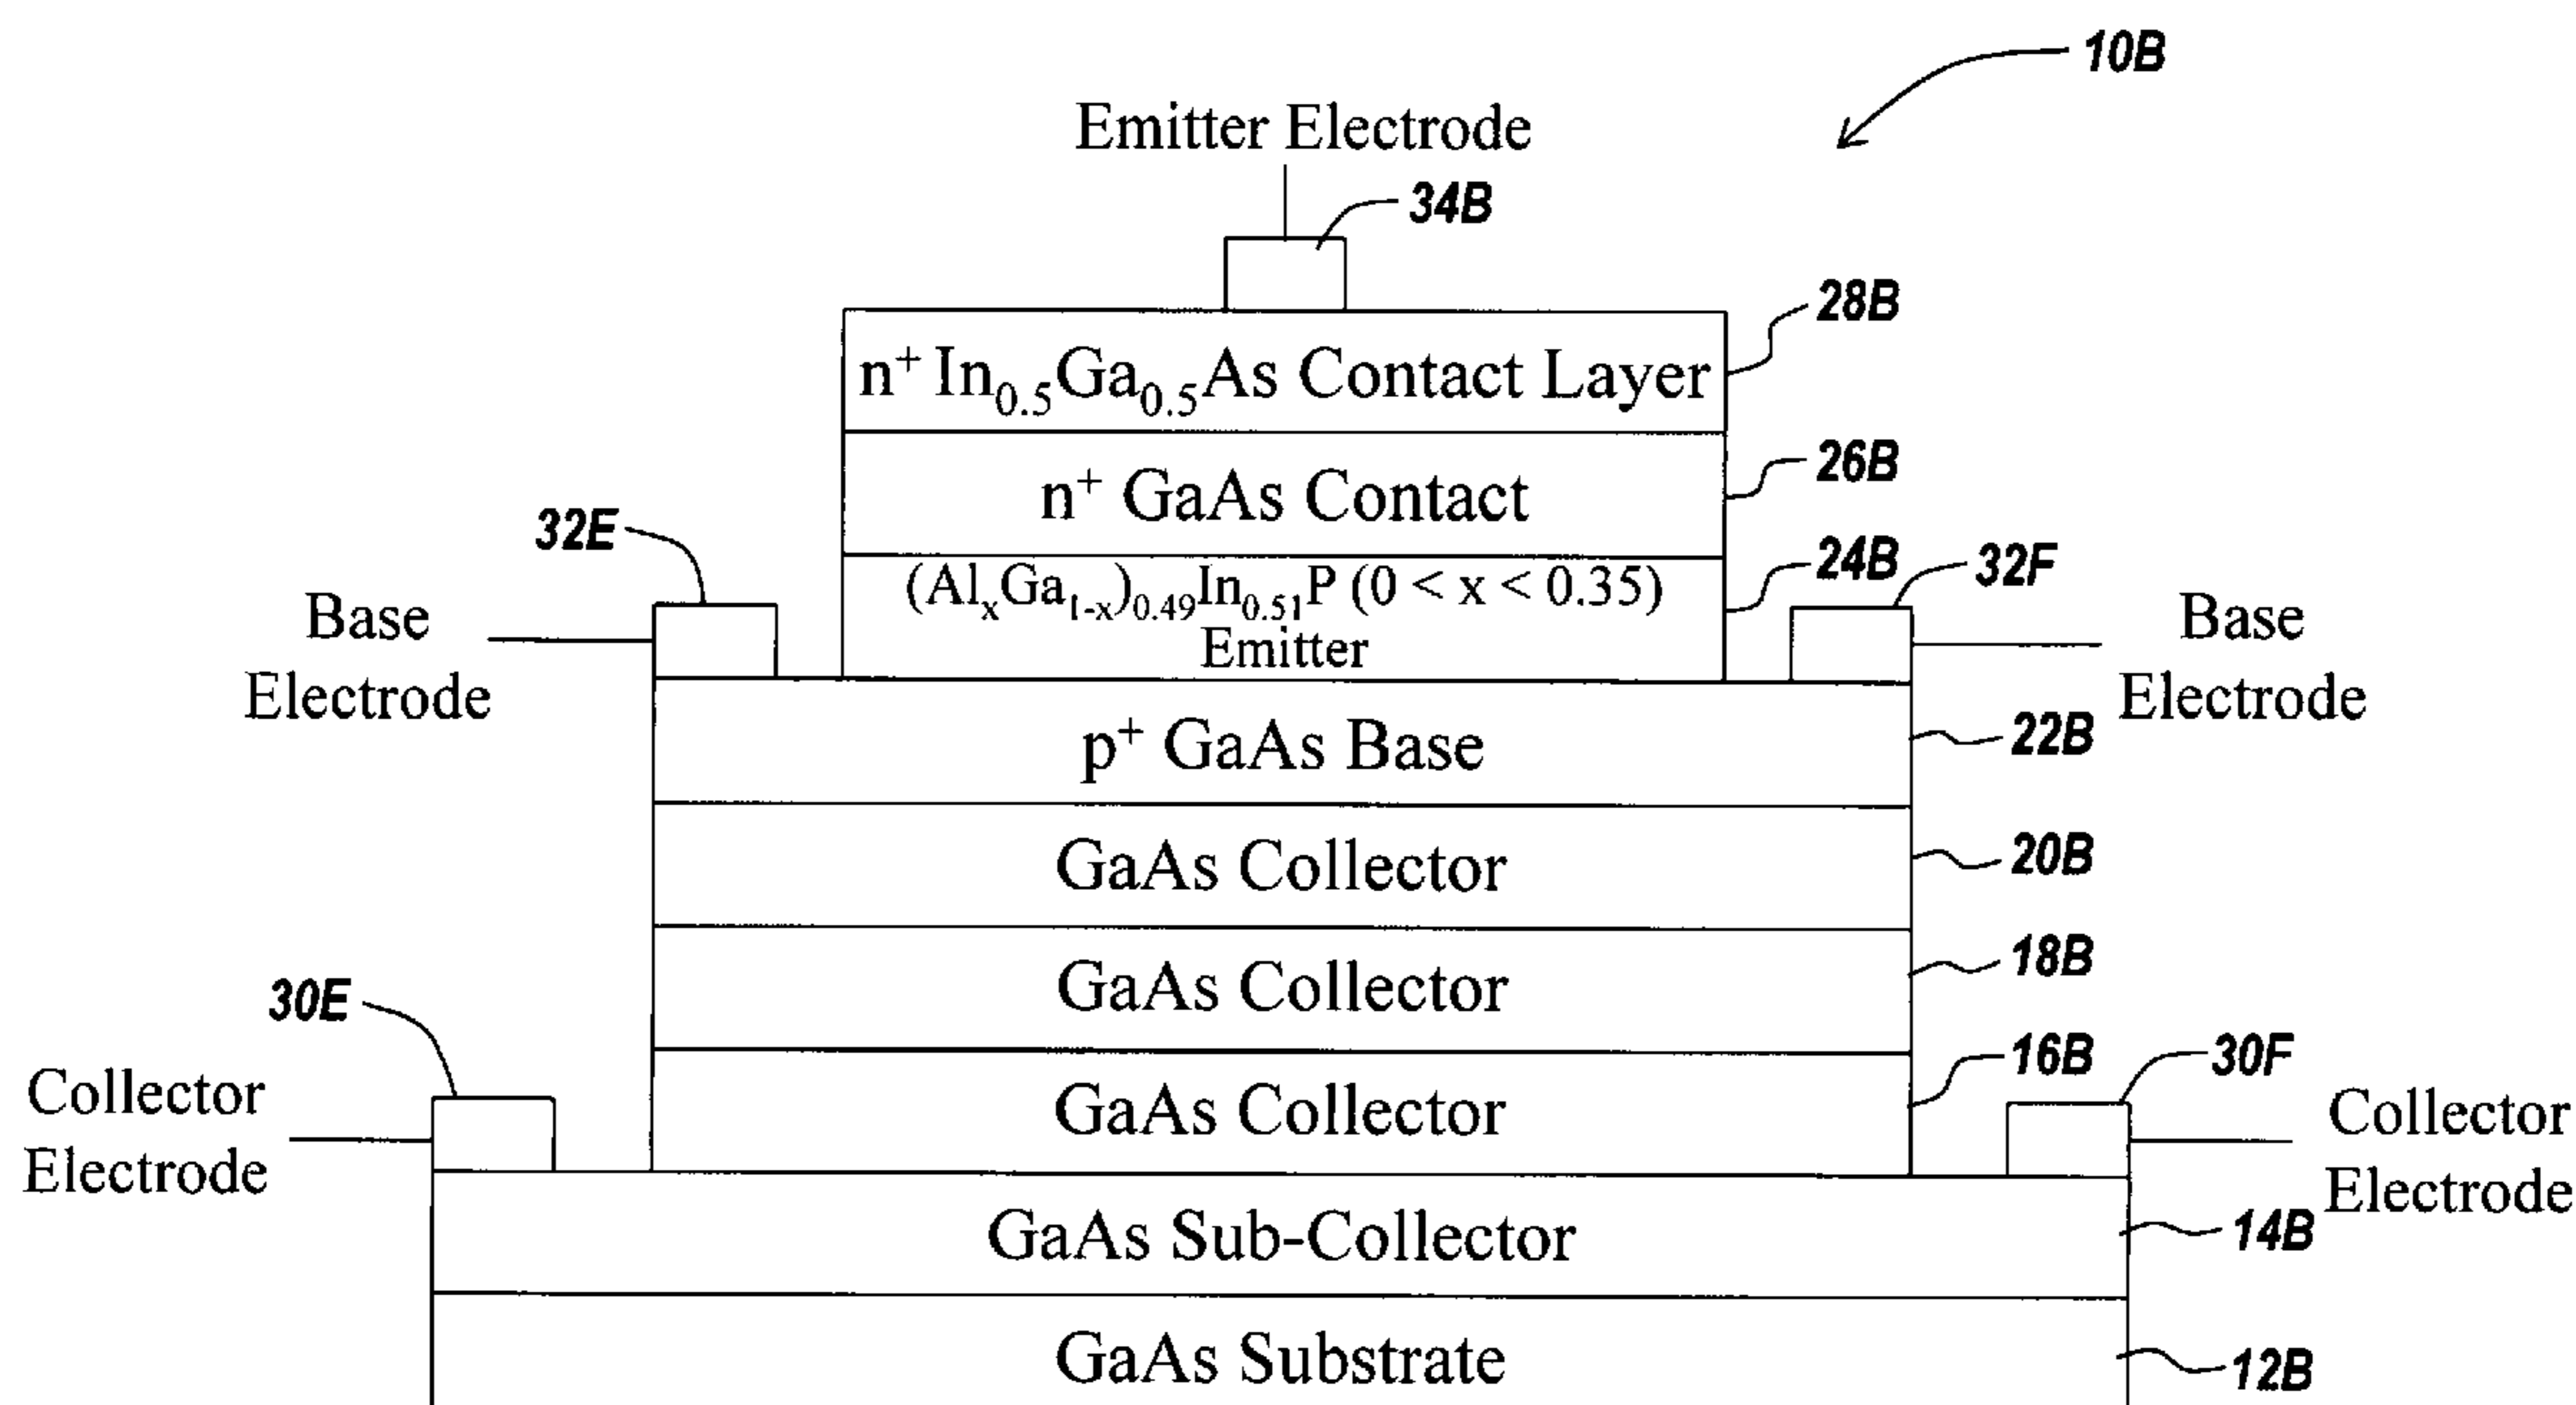 10B
Emitter Electrode
34B
28B
n⁺ In₀.₅Ga₀.₅As Contact Layer
26B
n⁺ GaAs Contact
32E
24B
32F
(AlₓGa₁₋ₓ)₀.₄₉In₀.₅₁P (0 < x < 0.35)
Emitter
Base
Electrode
Base
Electrode
22B
p⁺ GaAs Base
20B
GaAs Collector
18B
GaAs Collector
30E
16B
30F
GaAs Collector
Collector
Electrode
Collector
Electrode
14B
GaAs Sub-Collector
12B
GaAs Substrate